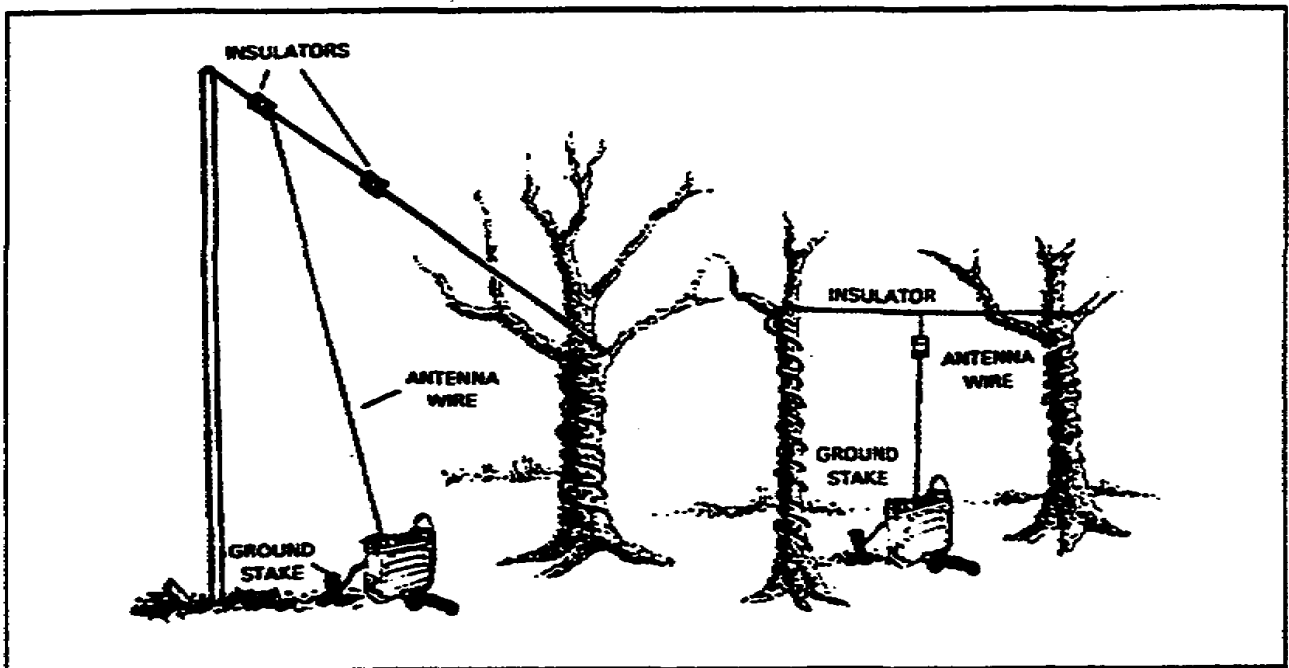 INSULATORS
ANTENNA
WIRE
GROUND
STAKE
INSULATOR
ANTENNA
WIRE
GROUND
STAKE